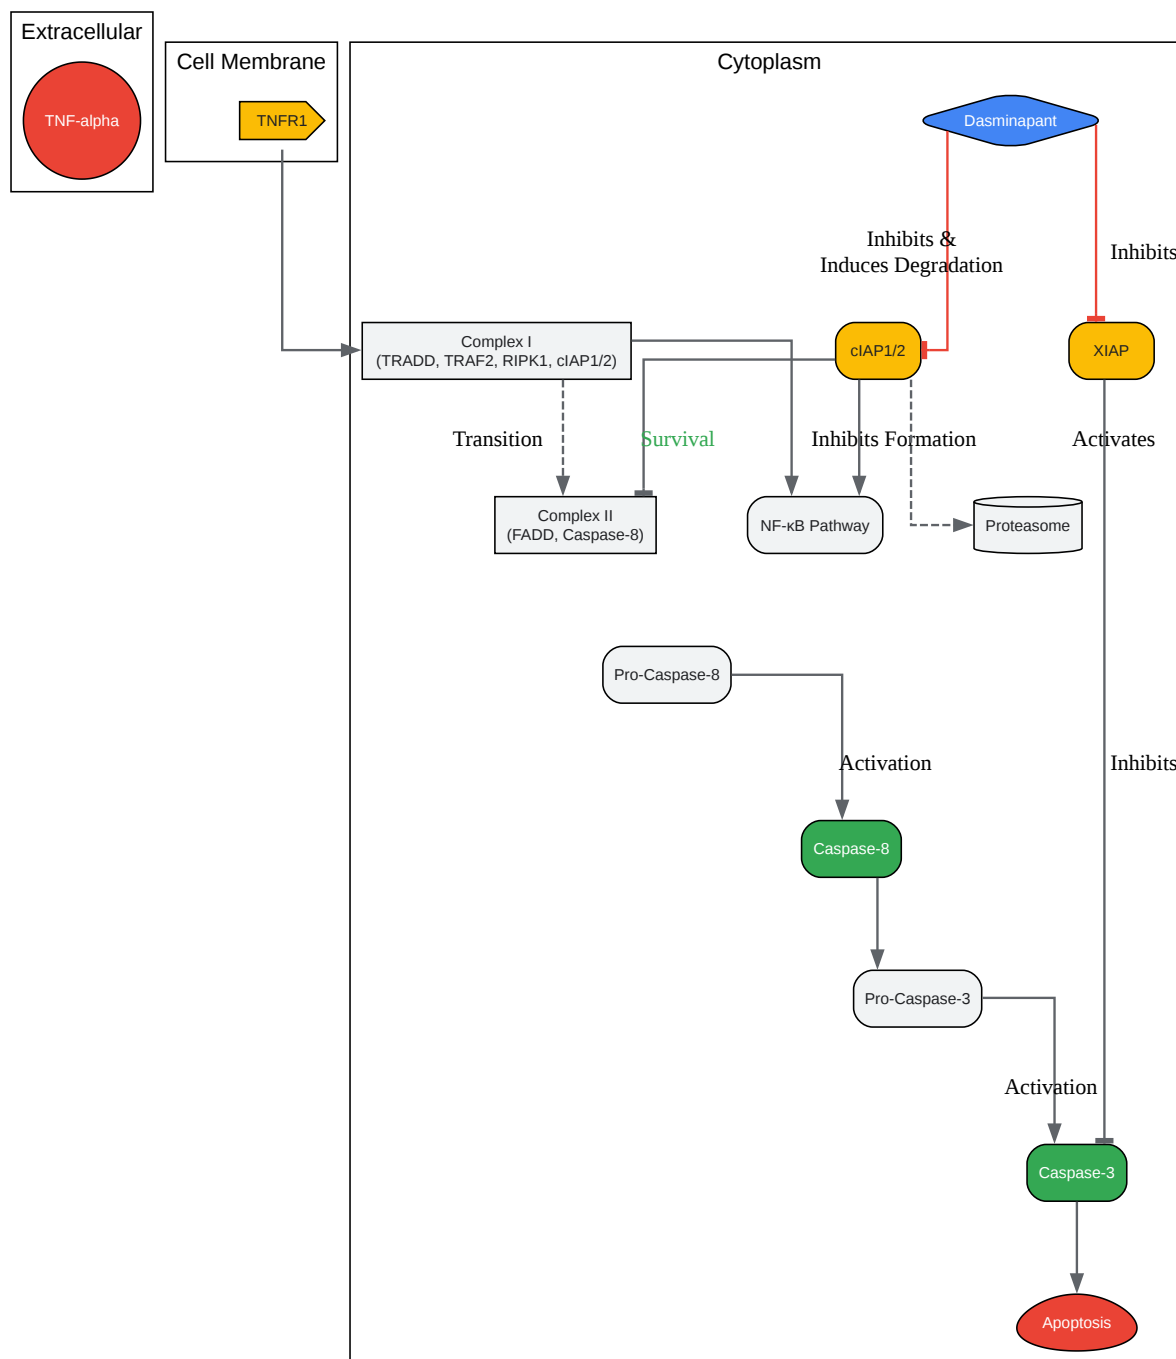 Extracellular
TNF-alpha
Cell Membrane
TNFR1
Cytoplasm
Dasminapant
Inhibits &
Induces Degradation
Inhibits
Complex I
(TRADD, TRAF2, RIPK1, cIAP1/2)
cIAP1/2
XIAP
Transition
Survival
Inhibits Formation
Activates
Complex II
(FADD, Caspase-8)
NF-κB Pathway
Proteasome
Pro-Caspase-8
Activation
Inhibits
Caspase-8
Pro-Caspase-3
Activation
Caspase-3
Apoptosis